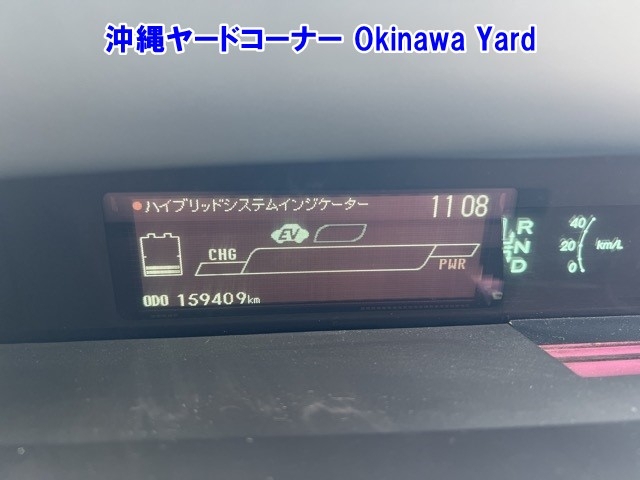 沖縄ヤードコーナー Okinawa Yard
ハイブリッドシステムインジケーター 11 08
EV
CHG
PWR
ODO 159409km
R
N
D
40
20 km/L
0